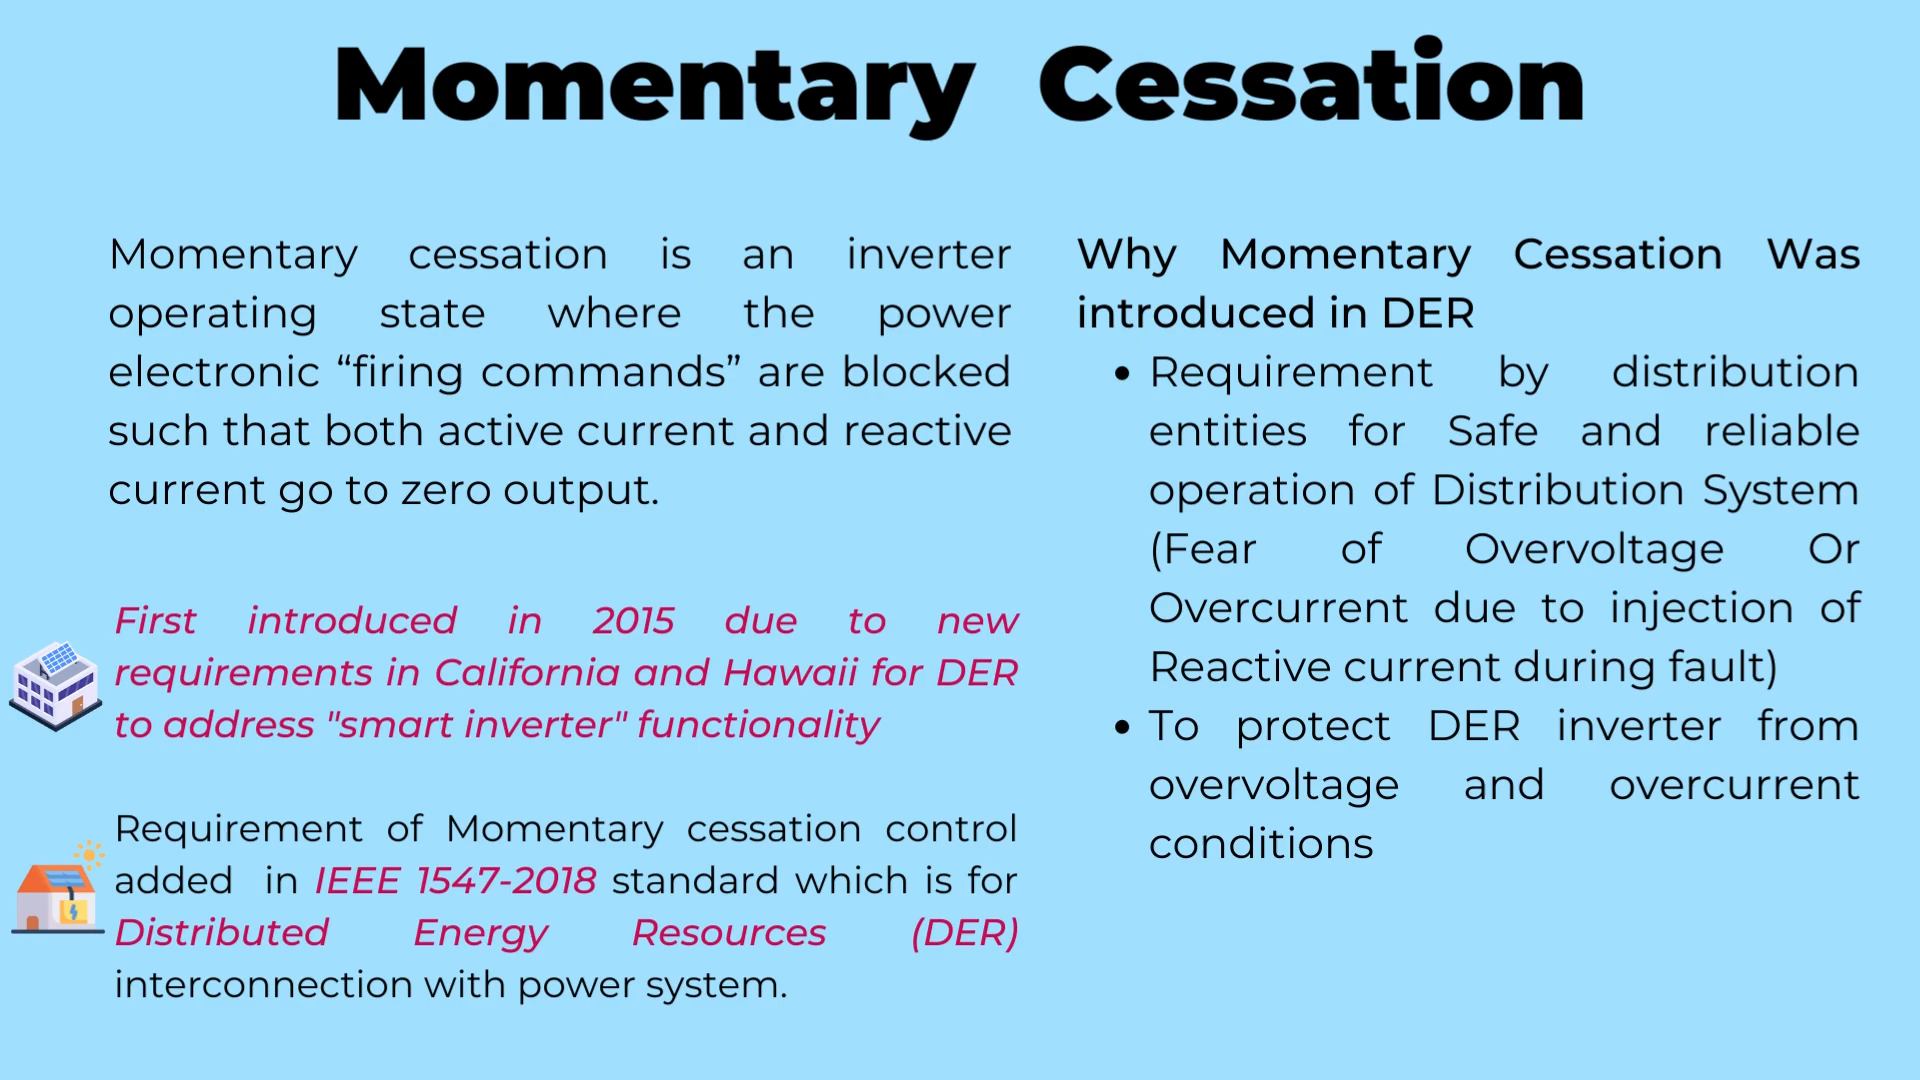 Momentary Cessation
Momentary cessation is an inverter
operating state where the power
electronic “firing commands” are blocked
such that both active current and reactive
current go to zero output.
First introduced in 2015 due to new
requirements in California and Hawaii for DER
to address "smart inverter" functionality
Requirement of Momentary cessation control
added in IEEE 1547-2018 standard which is for
Distributed Energy Resources (DER)
interconnection with power system.
Why Momentary Cessation Was
introduced in DER
• Requirement by distribution
entities for Safe and reliable
operation of Distribution System
(Fear of Overvoltage Or
Overcurrent due to injection of
Reactive current during fault)
• To protect DER inverter from
overvoltage and overcurrent
conditions